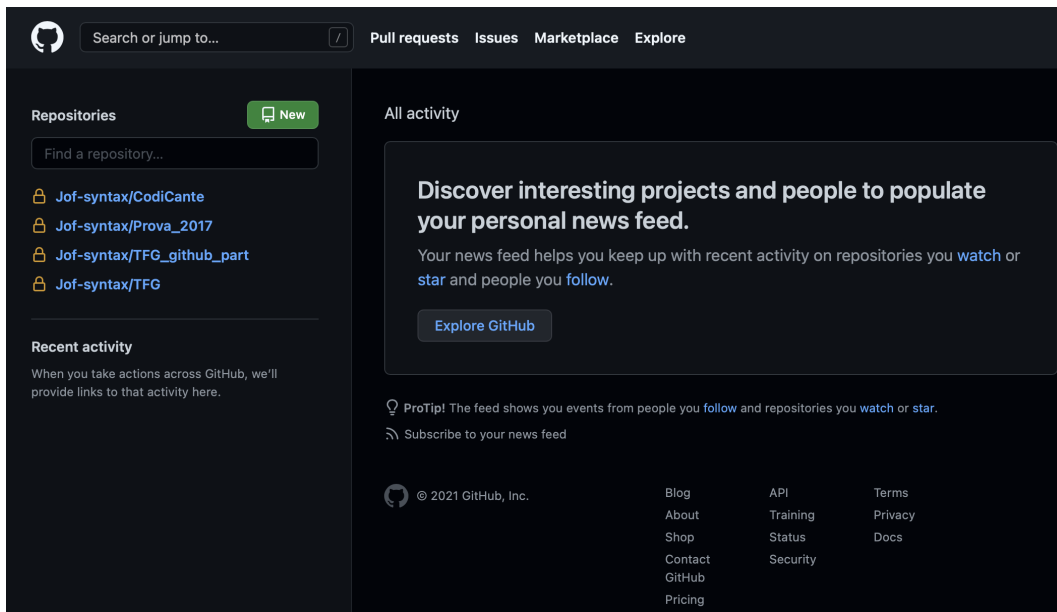 Search or jump to... /
Pull requests Issues Marketplace Explore
Repositories
New
Find a repository...
Jof-syntax/CodiCante
Jof-syntax/Prova_2017
Jof-syntax/TFG_github_part
Jof-syntax/TFG
Recent activity
When you take actions across GitHub, we'll
provide links to that activity here.
All activity
Discover interesting projects and people to populate
your personal news feed.
Your news feed helps you keep up with recent activity on repositories you watch or
star and people you follow.
Explore GitHub
ProTip! The feed shows you events from people you follow and repositories you watch or star.
Subscribe to your news feed
© 2021 GitHub, Inc.
Blog
About
Shop
Contact
GitHub
Pricing
API
Training
Status
Security
Terms
Privacy
Docs